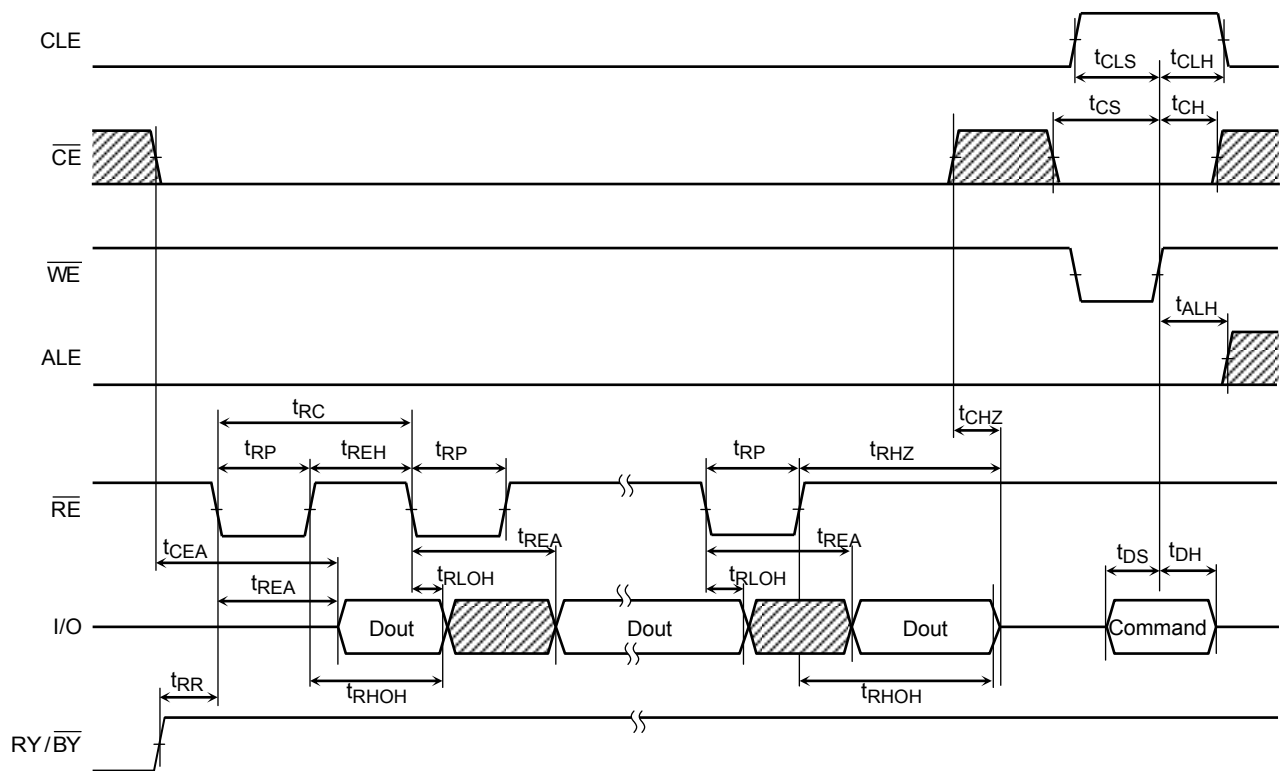 CLE
tCLS tCLH
tCS tCH
CE
WE
tALH
ALE
tRC
tCHZ
tRP tREH tRP tRP tRHZ
RE
tCEA tREA tREA tDS tDH
tREA tRLOH tRLOH
I/O Dout Dout Dout Command
tRR tRHOH tRHOH
RY/BY